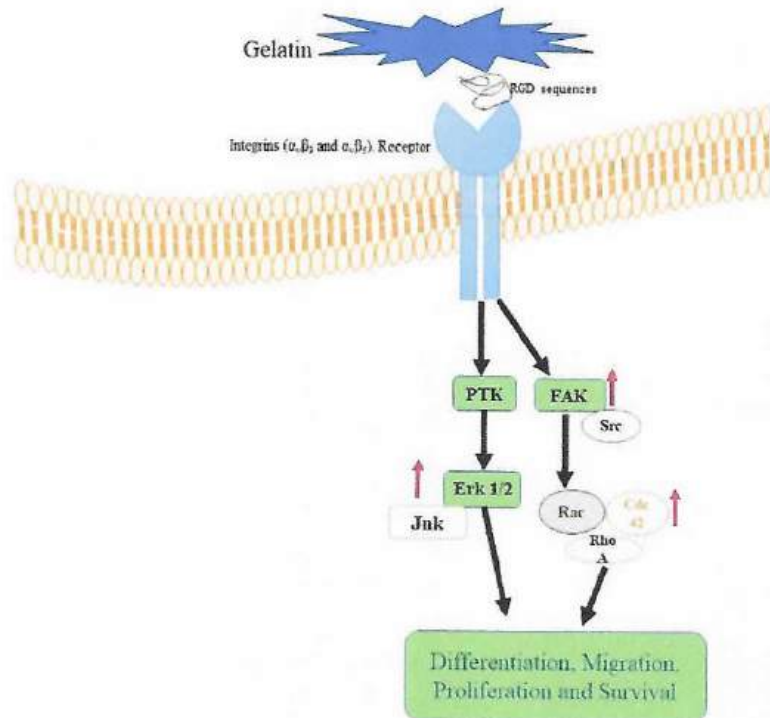 Gelatin
RGD sequences
Integrins (αᵥβ₃ and αᵥβ₅). Receptor
PTK
FAK
Src
Erk 1/2
Jnk
Rac
Cdc
42
Rho
A
Differentiation, Migration,
Proliferation and Survival